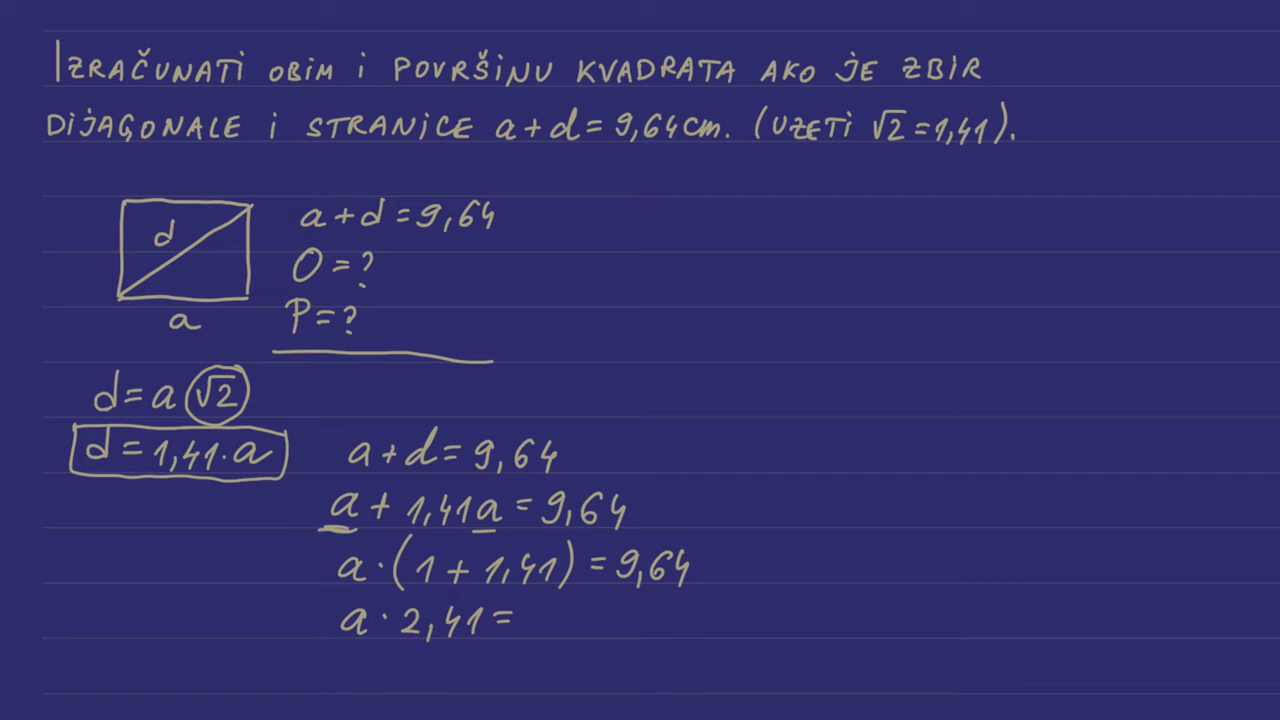 IZRAČUNATI OBIM I POVRŠINU KVADRATA AKO JE ZBIR
DIJAGONALE I STRANICE a+d=9,64cm. (UZETI √2=1,41).
d
a
a+d=9,64
O=?
P=?
d=a√2
d=1,41·a
a+d=9,64
a+1,41a=9,64
a·(1+1,41)=9,64
a·2,41=